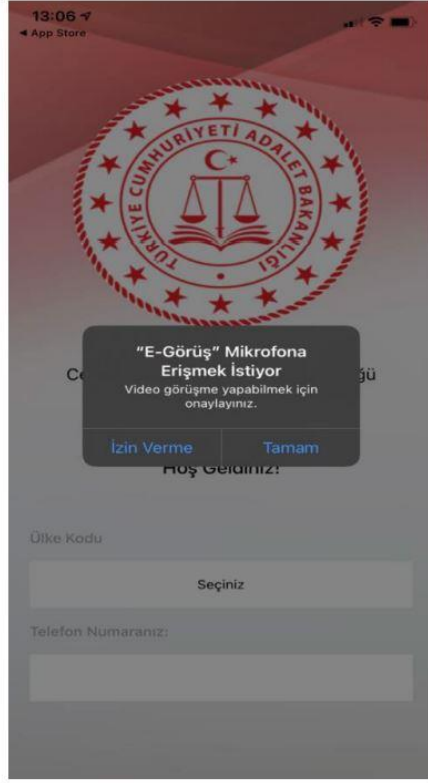 13:06
◀ App Store
TÜRKİYE CUMHURİYETİ ADALET BAKANLIĞI
"E-Görüş" Mikrofona
Erişmek İstiyor
Video görüşme yapabilmek için
onaylayınız.
İzin Verme Tamam
Hoş Geldiniz!
Ülke Kodu
Seçiniz
Telefon Numaranız: